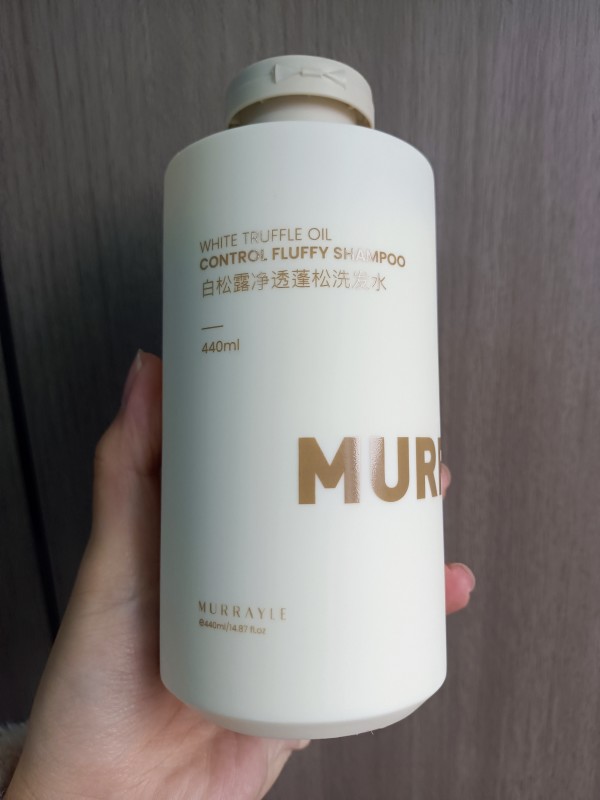 WHITE TRUFFLE OIL
CONTROL FLUFFY SHAMPOO
白松露净透蓬松洗发水
440ml
MUR
MURRAYLE
℮440ml/14.87 fl.oz